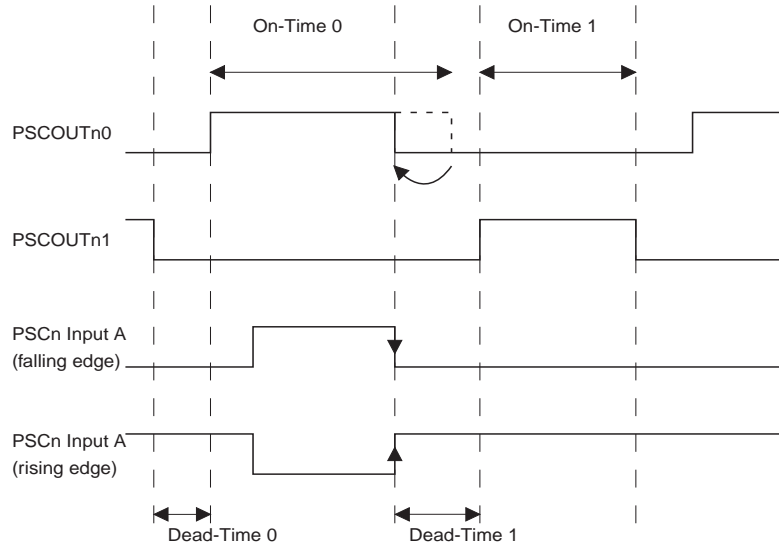 On-Time 0
On-Time 1
PSCOUTn0
PSCOUTn1
PSCn Input A
(falling edge)
PSCn Input A
(rising edge)
Dead-Time 0
Dead-Time 1